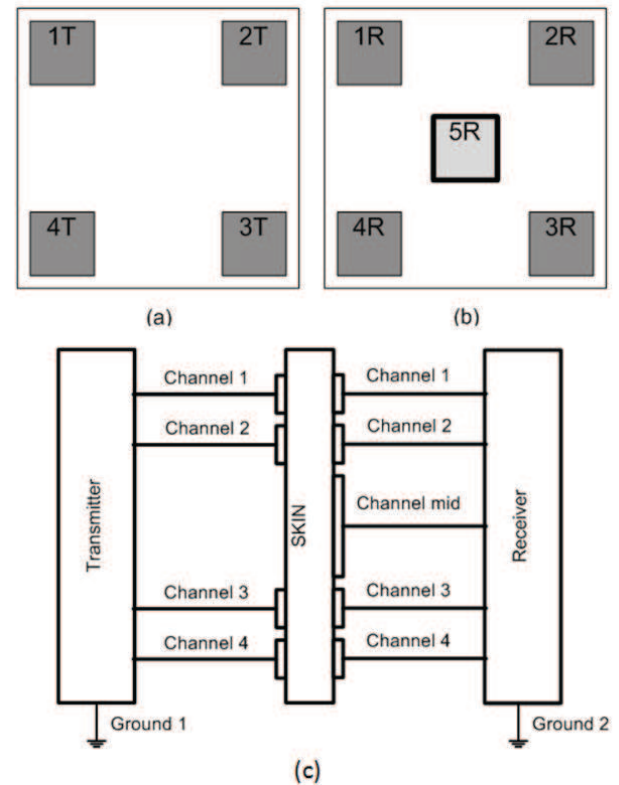 1T 2T
4T 3T
(a)
1R 2R
5R
4R 3R
(b)
Transmitter
Channel 1
Channel 2
Channel 3
Channel 4
SKIN
Channel 1
Channel 2
Channel mid
Channel 3
Channel 4
Receiver
Ground 1
Ground 2
(c)